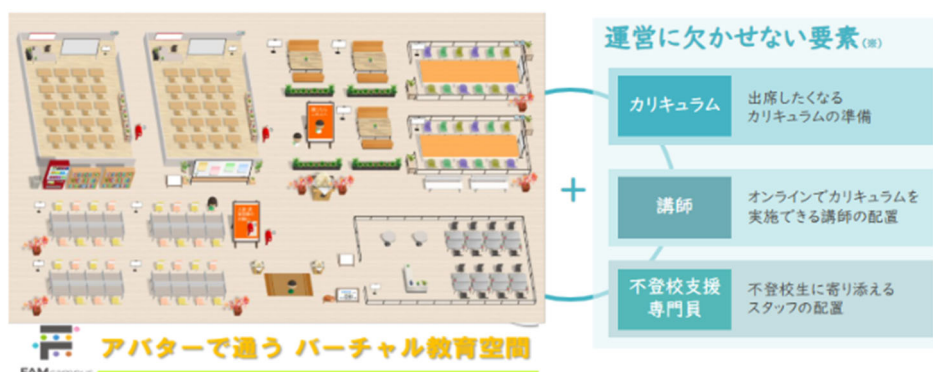 運営に欠かせない要素(※)
カリキュラム
出席したくなる
カリキュラムの準備
講師
オンラインでカリキュラムを
実施できる講師の配置
不登校支援
専門員
不登校生に寄り添える
スタッフの配置
+
アバターで通う バーチャル教育空間